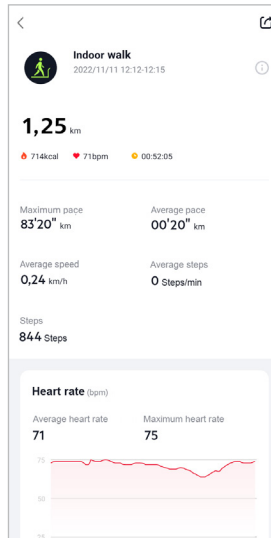 Indoor walk
2022/11/11 12:12-12:15
1,25 km
714kcal 71bpm 00:52:05
Maximum pace Average pace
83'20" km 00'20" km
Average speed Average steps
0,24 km/h 0 Steps/min
Steps
844 Steps
Heart rate (bpm)
Average heart rate Maximum heart rate
71 75
75
50
25